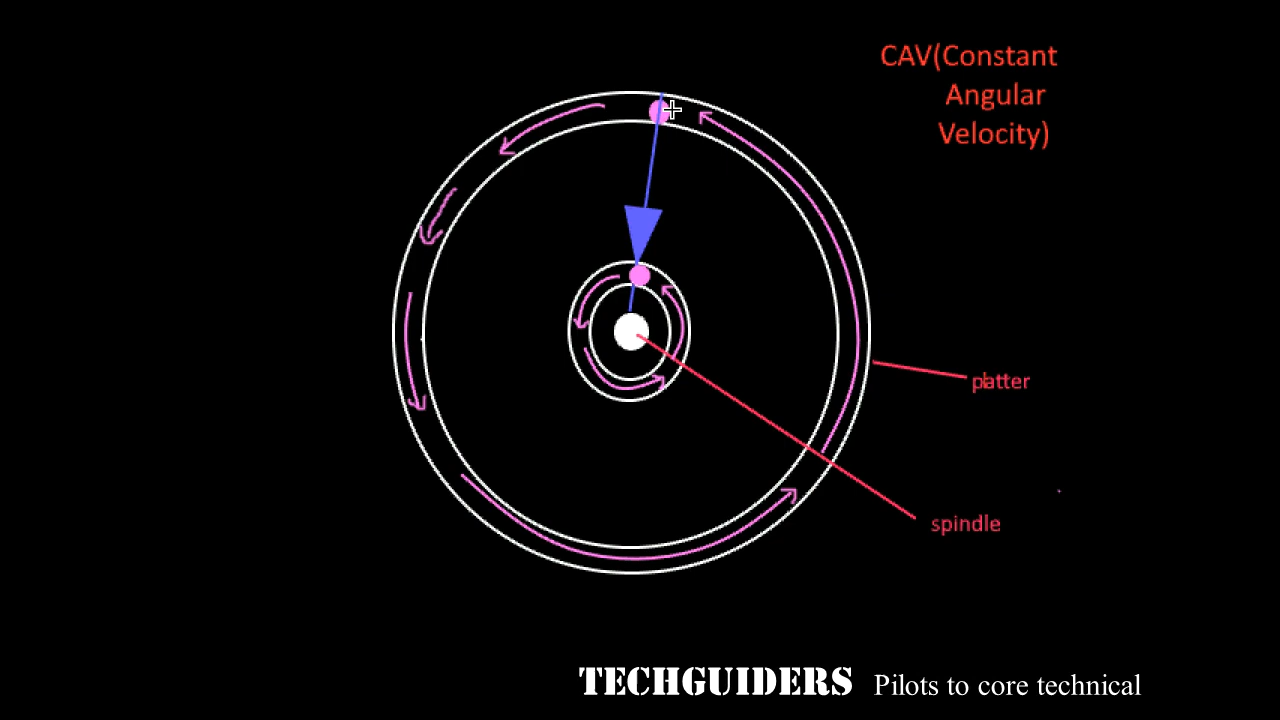 CAV(Constant
Angular
Velocity)
platter
spindle
TECHGUIDERS Pilots to core technical